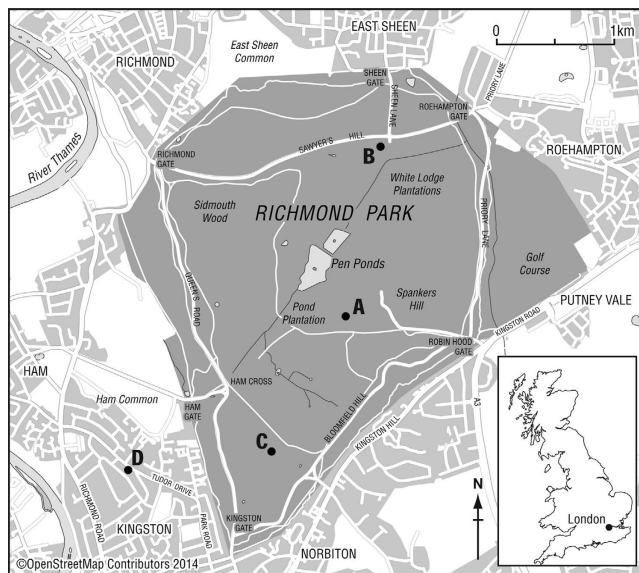 EAST SHEEN
0
1km
East Sheen
Common
RICHMOND
SHEEN
GATE
SHEEN LANE
PRIORY LANE
ROEHAMPTON
GATE
River Thames
RICHMOND
GATE
SAWYER'S HILL
B
ROEHAMPTON
White Lodge
Plantations
Sidmouth
Wood
RICHMOND PARK
PRIORY LANE
Golf
Course
Pen Ponds
QUEEN'S ROAD
Pond
Plantation
A
Spankers
Hill
PUTNEY VALE
KINGSTON ROAD
ROBIN HOOD
GATE
HAM
HAM CROSS
Ham Common
HAM
GATE
BLOOMFIELD HILL
KINGSTON HILL
A3
C
D
TUDOR DRIVE
RICHMOND ROAD
PARK ROAD
KINGSTON
KINGSTON
GATE
N
London
NORBITON
©OpenStreetMap Contributors 2014